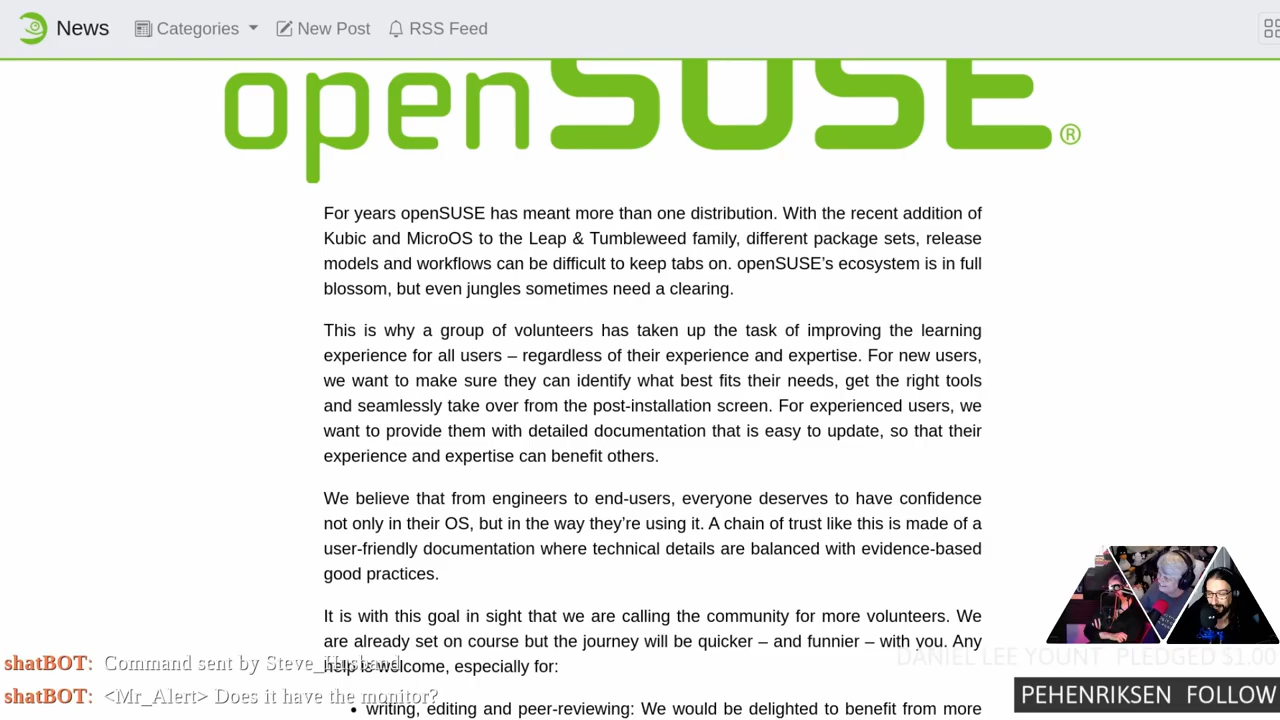 News Categories New Post RSS Feed
openSUSE®
For years openSUSE has meant more than one distribution. With the recent addition of
Kubic and MicroOS to the Leap & Tumbleweed family, different package sets, release
models and workflows can be difficult to keep tabs on. openSUSE’s ecosystem is in full
blossom, but even jungles sometimes need a clearing.
This is why a group of volunteers has taken up the task of improving the learning
experience for all users – regardless of their experience and expertise. For new users,
we want to make sure they can identify what best fits their needs, get the right tools
and seamlessly take over from the post-installation screen. For experienced users, we
want to provide them with detailed documentation that is easy to update, so that their
experience and expertise can benefit others.
We believe that from engineers to end-users, everyone deserves to have confidence
not only in their OS, but in the way they’re using it. A chain of trust like this is made of a
user-friendly documentation where technical details are balanced with evidence-based
good practices.
It is with this goal in sight that we are calling the community for more volunteers. We
are already set on course but the journey will be quicker – and funnier – with you. Any
help is welcome, especially for:
• writing, editing and peer-reviewing: We would be delighted to benefit from more
shatBOT: Command sent by Steve_Husband
shatBOT: <Mr_Alert> Does it have the monitor?
DANIEL LEE YOUNT PLEDGED $1.00
PEHENRIKSEN FOLLOW